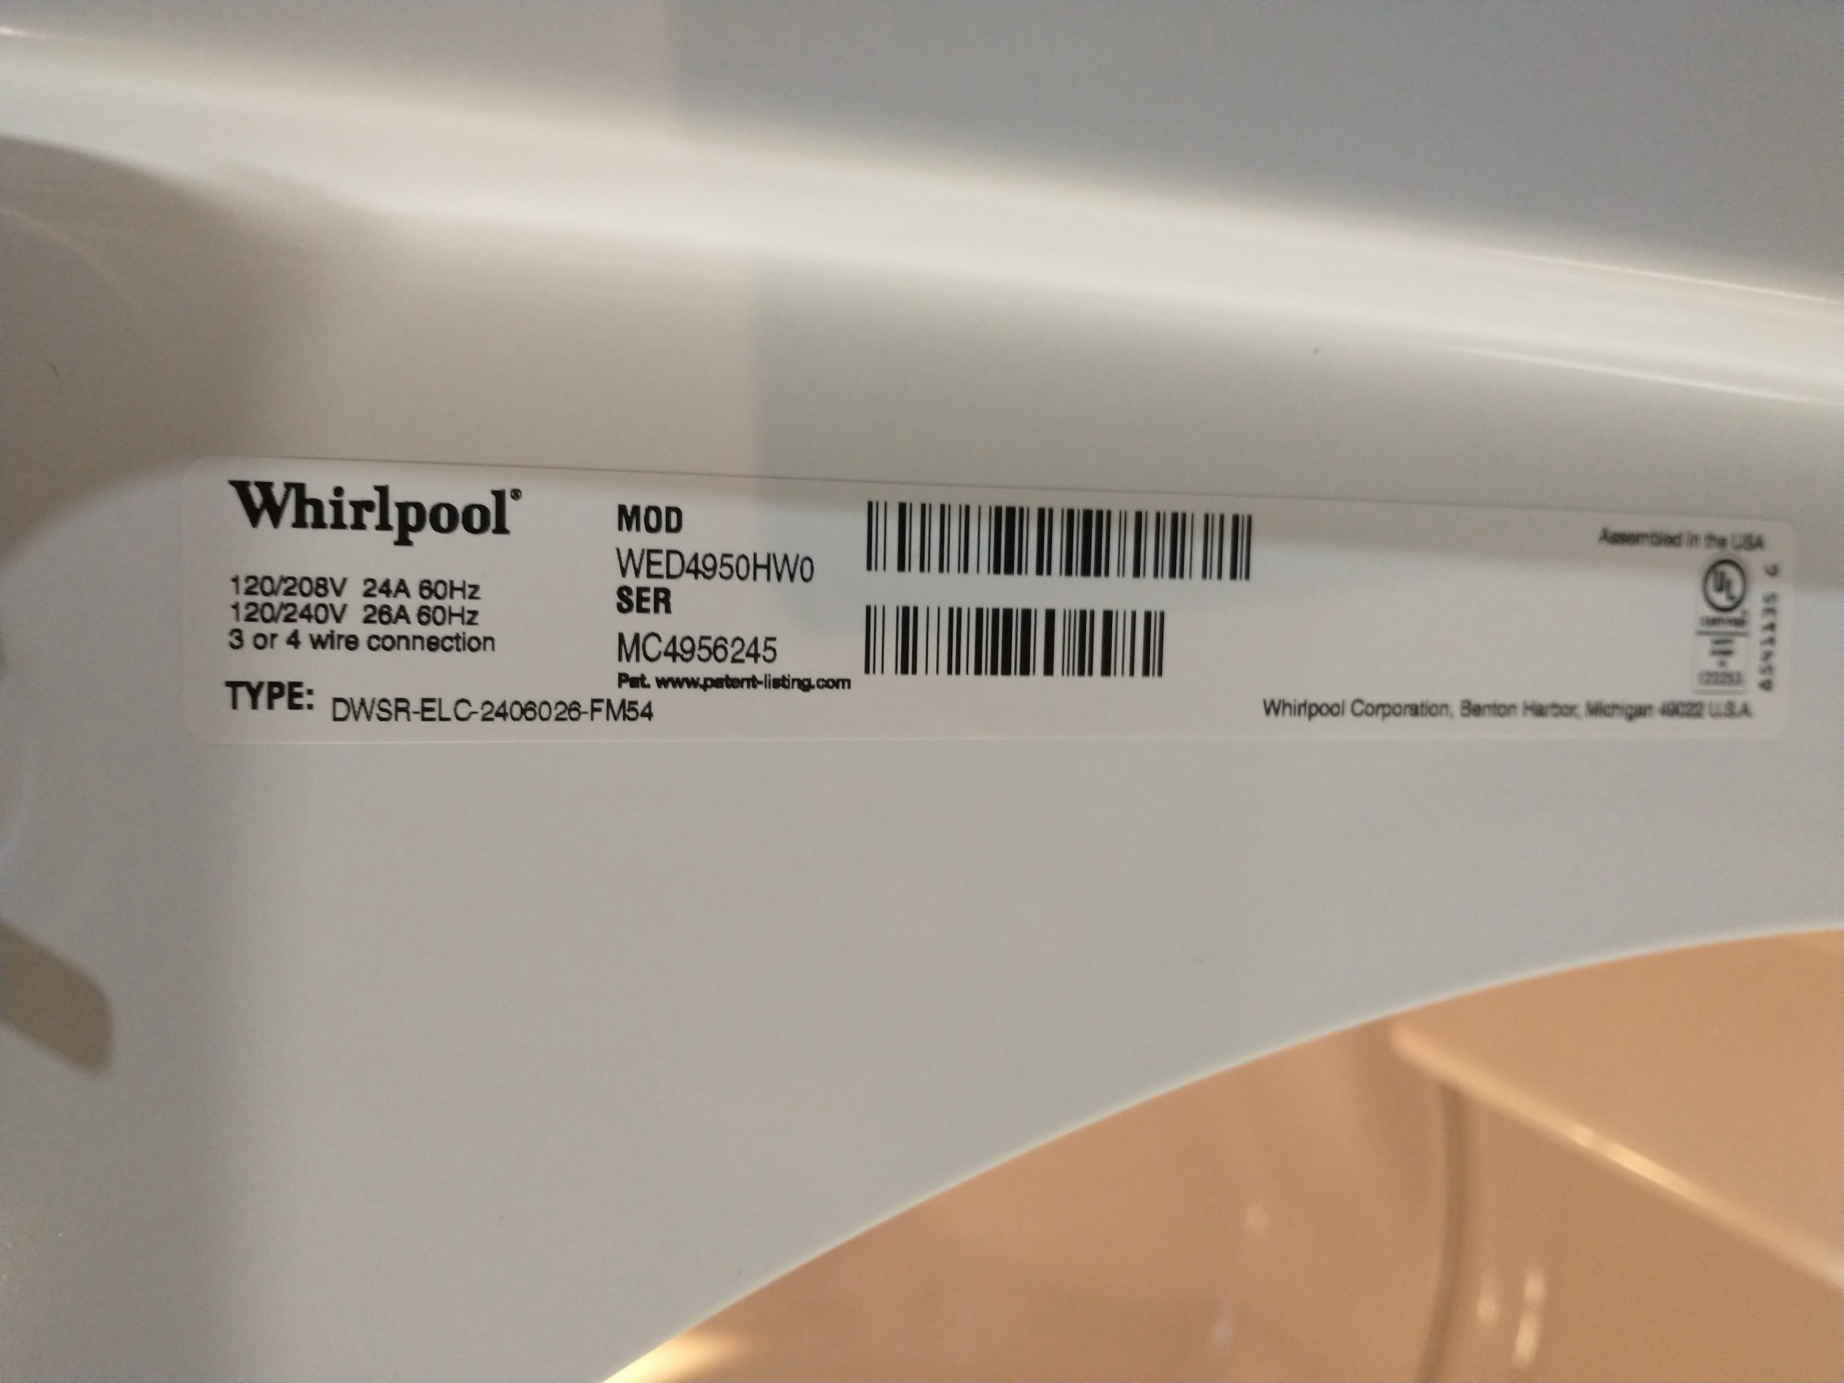 Whirlpool®
120/208V 24A 60Hz
120/240V 26A 60Hz
3 or 4 wire connection
TYPE: DWSR-ELC-2406026-FM54
MOD
WED4950HW0
SER
MC4956245
Pat. www.patent-listing.com
Assembled in the USA
UL
Whirlpool Corporation, Benton Harbor, Michigan 49022 U.S.A.